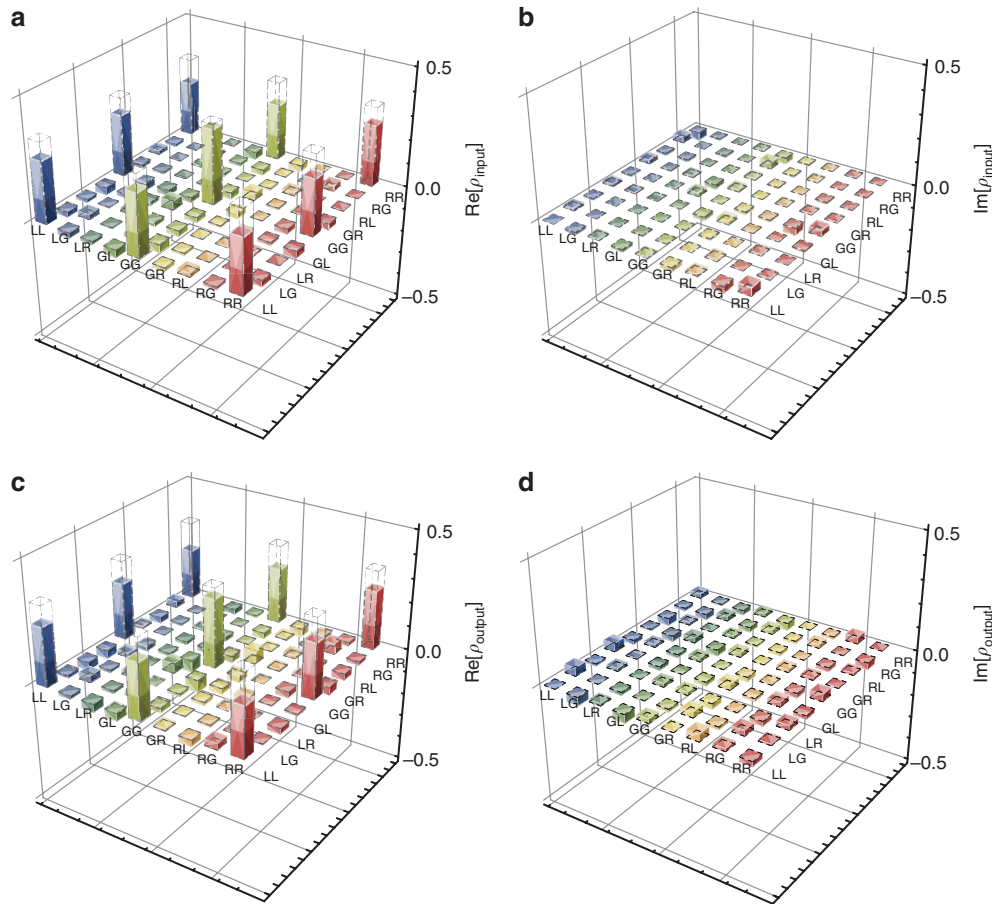 a
0.5
0.0
−0.5
Re[ρinput]
LL
LG
LR
GL
GG
GR
RL
RG
RR
LL
LG
LR
GL
GG
GR
RL
RG
RR
b
0.5
0.0
−0.5
Im[ρinput]
LL
LG
LR
GL
GG
GR
RL
RG
RR
LL
LG
LR
GL
GG
GR
RL
RG
RR
c
0.5
0.0
−0.5
Re[ρoutput]
LL
LG
LR
GL
GG
GR
RL
RG
RR
LL
LG
LR
GL
GG
GR
RL
RG
RR
d
0.5
0.0
−0.5
Im[ρoutput]
LL
LG
LR
GL
GG
GR
RL
RG
RR
LL
LG
LR
GL
GG
GR
RL
RG
RR